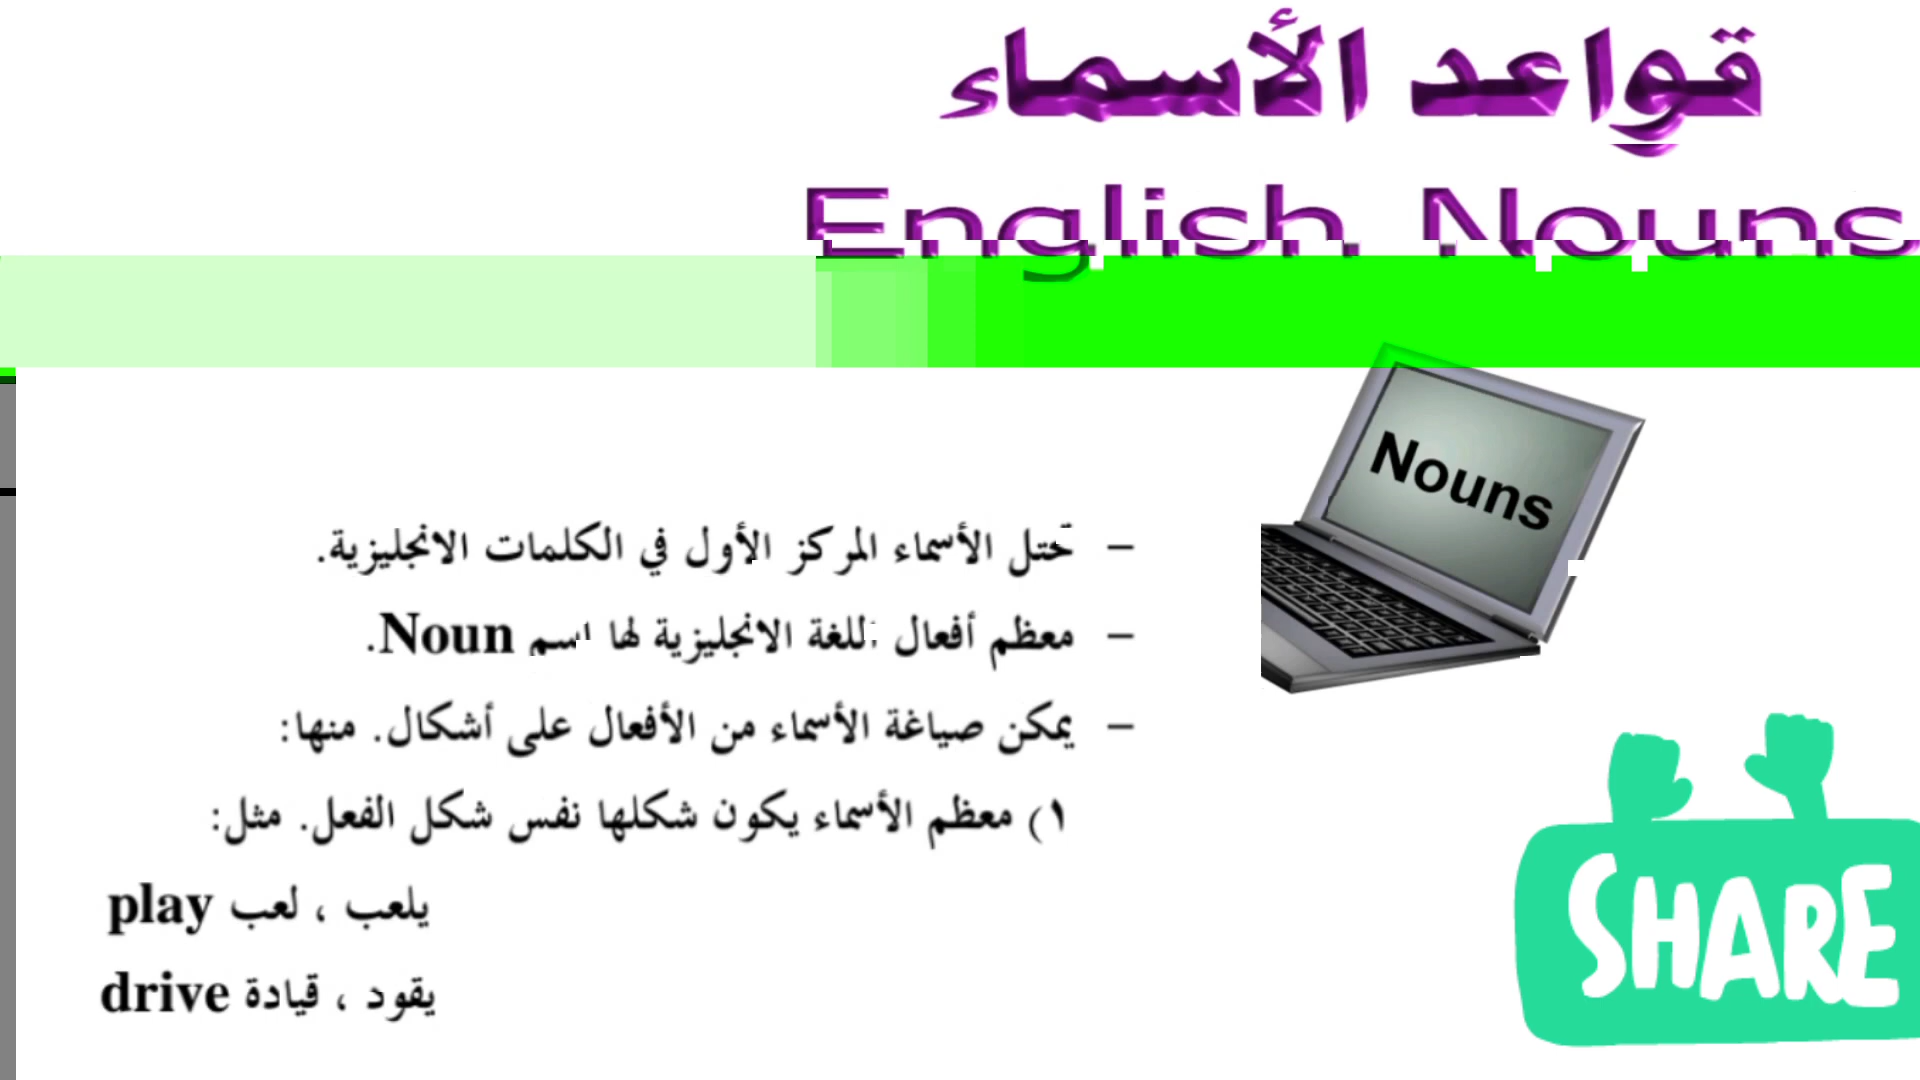 قواعد الأسماء
English Nouns
Nouns
– تحتل الأسماء المركز الأول في الكلمات الانجليزية.
– معظم أفعال اللغة الانجليزية لها اسم Noun.
– يمكن صياغة الأسماء من الأفعال على أشكال. منها:
١) معظم الأسماء يكون شكلها نفس شكل الفعل. مثل:
يلعب ، لعب play
يقود ، قيادة drive
SHARE